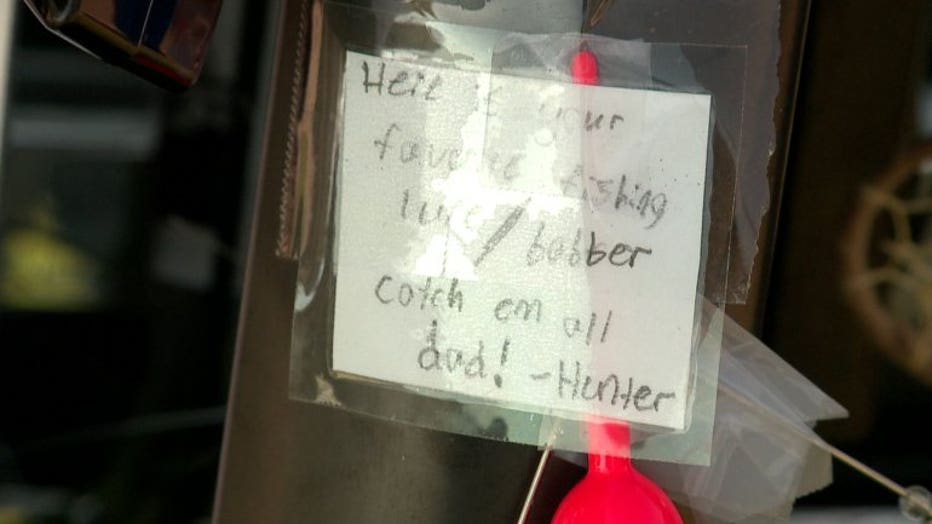 Here is your
favorite fishing
lure/bobber
Catch em all
dad! -Hunter